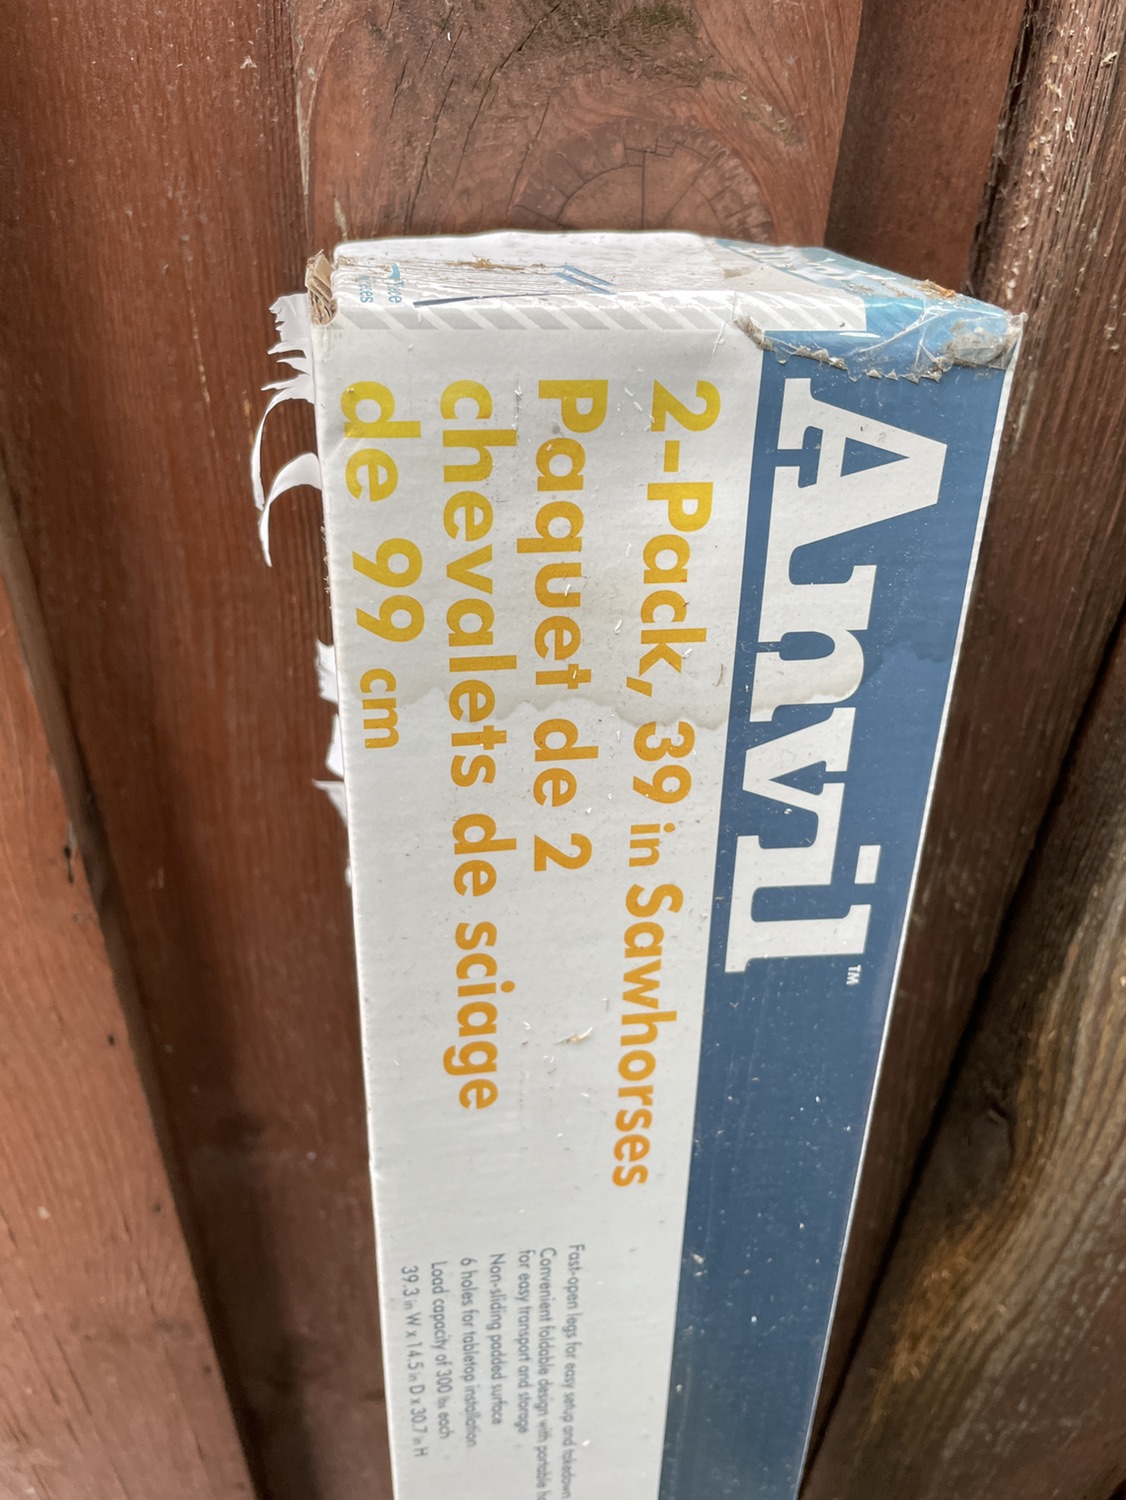 Anvil™
2-Pack, 39 in Sawhorses
Paquet de 2
chevalets de sciage
de 99 cm
Fast-open legs for easy setup and takedown
Convenient foldable design with portable
for easy transport and storage
Non-sliding padded surface
6 holes for tabletop installation
Load capacity of 300 lbs each
39.3 in W x 14.5 in D x 30.7 in H